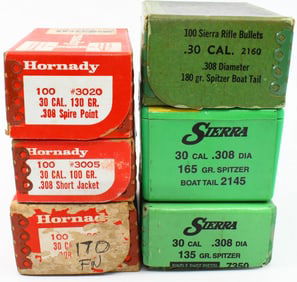 Hornady
100 #3020
30 CAL. 130 GR.
.308 Spire Point
Hornady
100 #3005
30 CAL. 100 GR.
.308 Short Jacket
Hornady
100
30 C
.308
170
FN
100 Sierra Rifle Bullets
.30 CAL. 2160
.308 Diameter
180 gr. Spitzer Boat Tail
SIERRA
30 CAL .308 DIA
165 GR. SPITZER
BOAT TAIL 2145
SIERRA
30 CAL .308 DIA
135 GR. SPITZER
7350